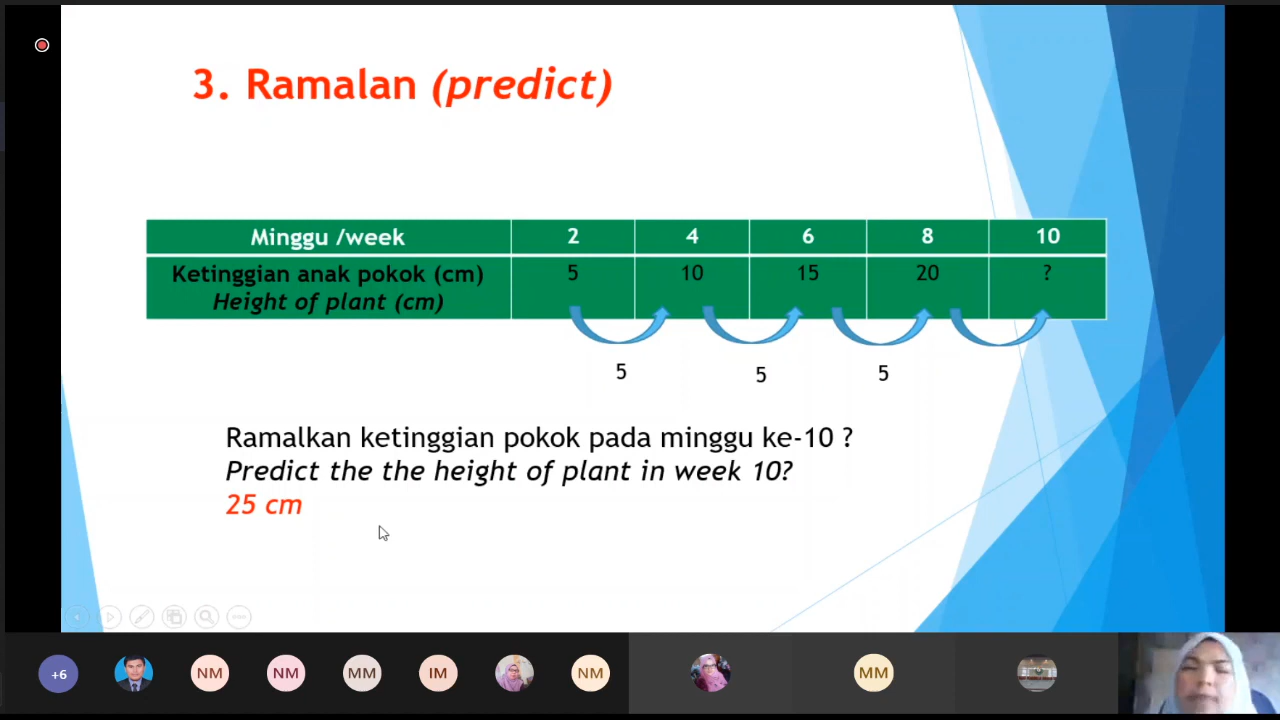 3. Ramalan (predict)
Minggu /week 2 4 6 8 10
Ketinggian anak pokok (cm) 5 10 15 20 ?
Height of plant (cm)
5 5 5
Ramalkan ketinggian pokok pada minggu ke-10 ?
Predict the the height of plant in week 10?
25 cm
+6 NM NM MM IM NM MM